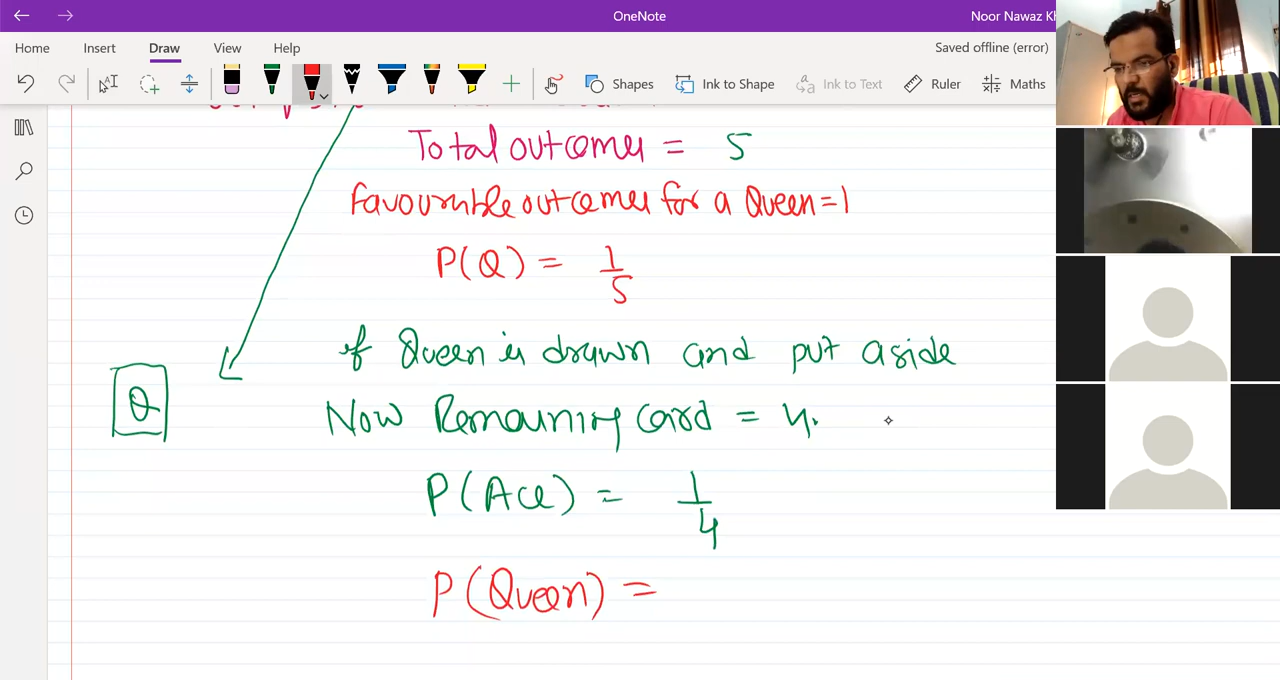 OneNote
Noor Nawaz Kh
Home Insert Draw View Help
Saved offline (error)
Shapes Ink to Shape Ink to Text Ruler Maths
Total outcomes = 5
favourable outcomes for a Queen = 1
P(Q) = 1/5
if Queen is drawn and put aside
Q
Now Remaining Card = 4.
P(Ace) = 1/4
P(Queen) =